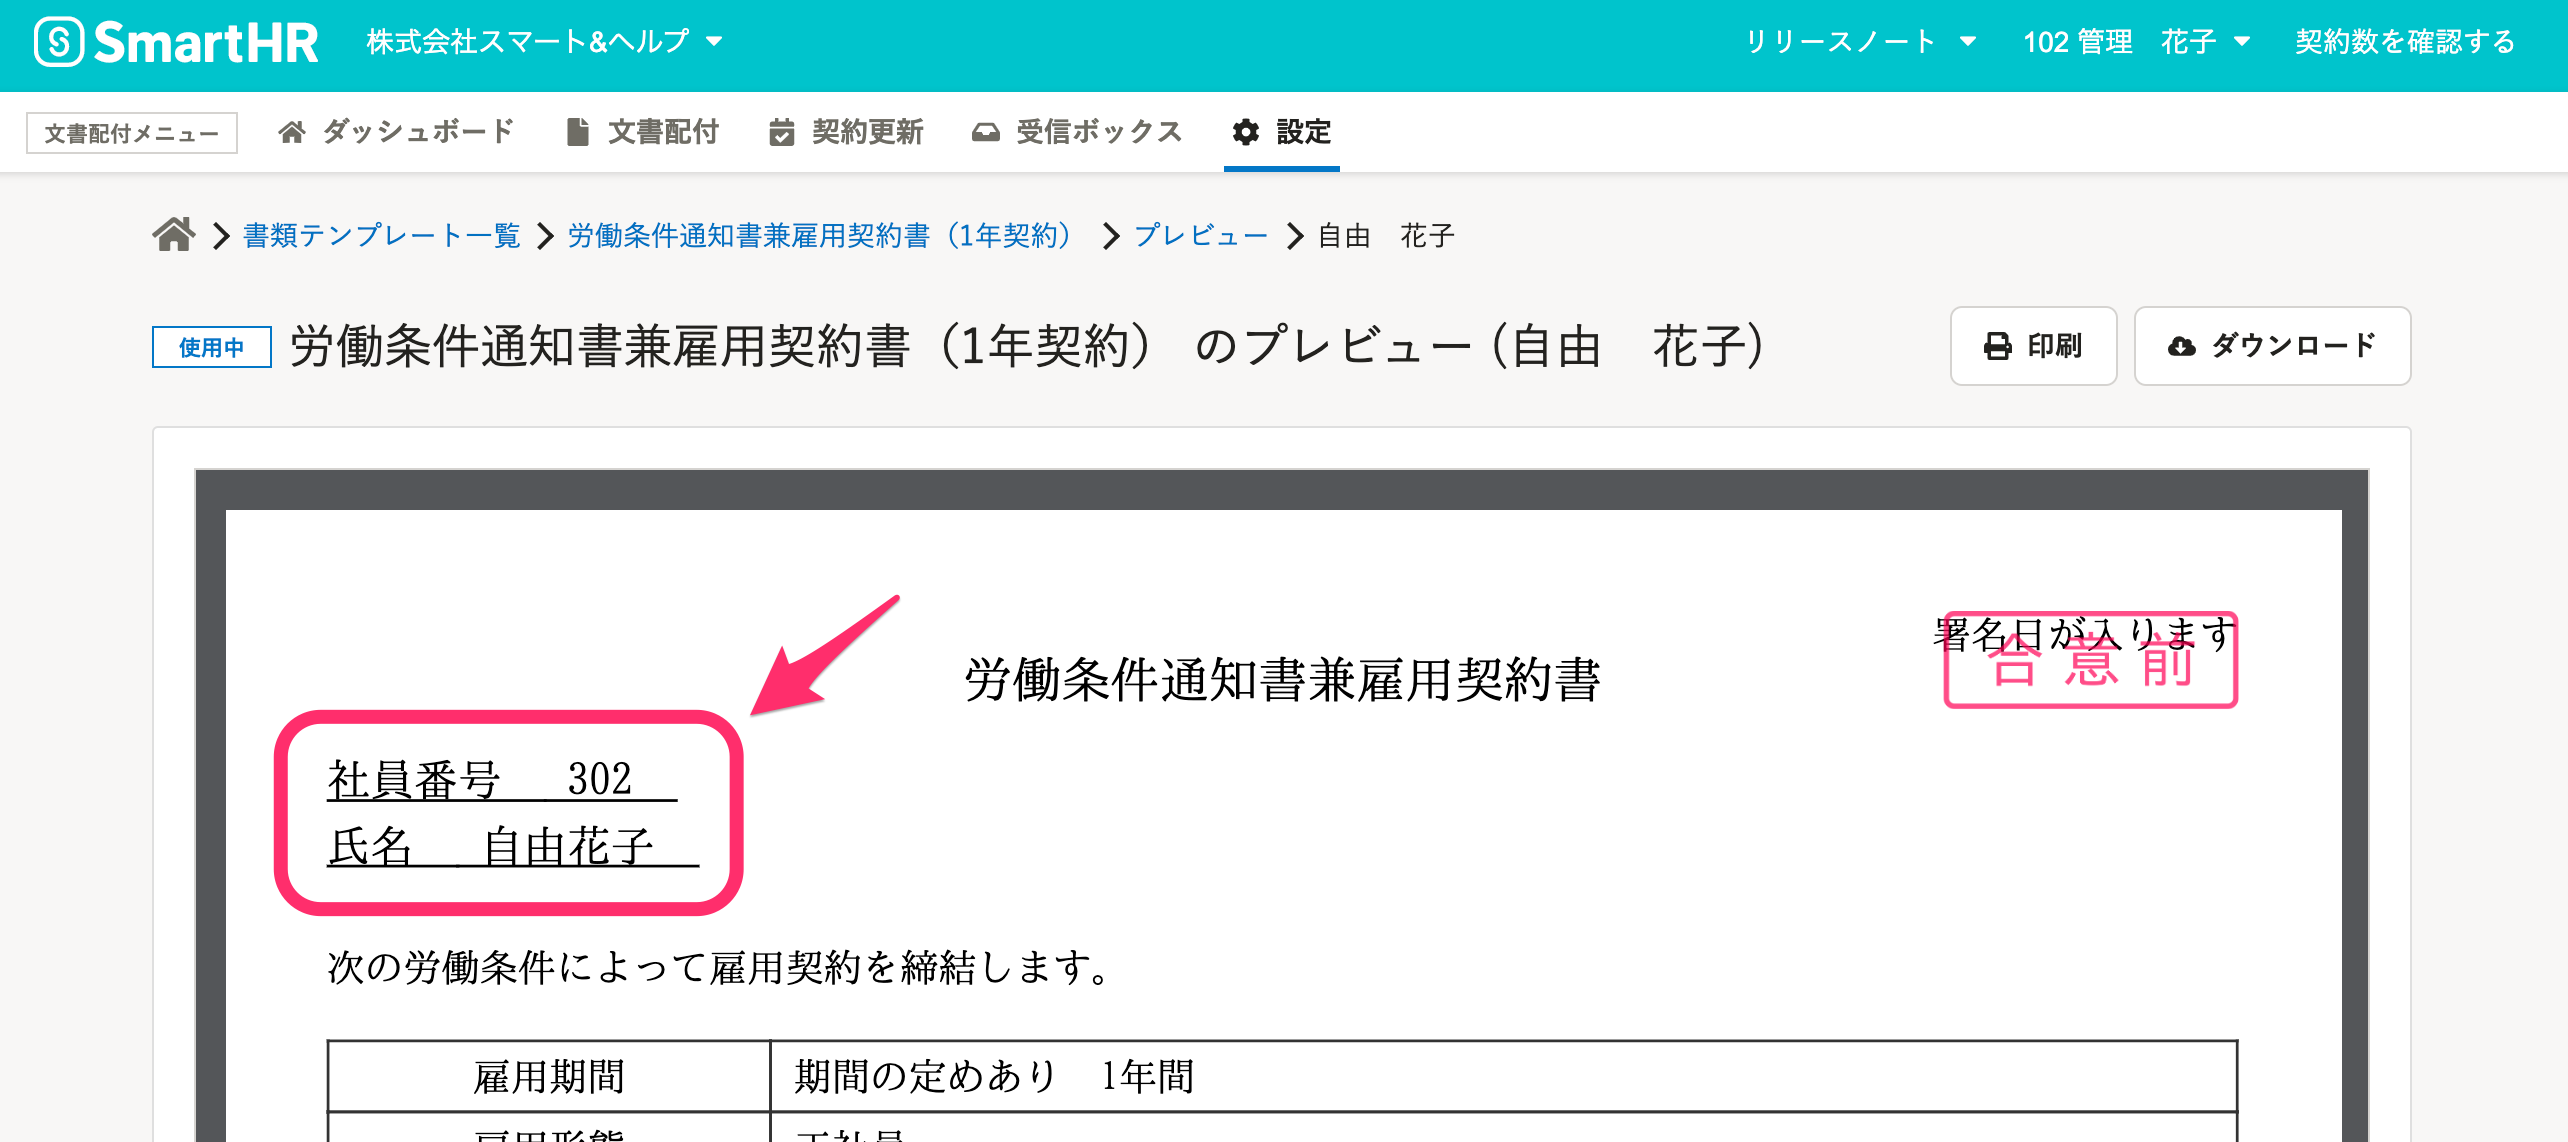 SmartHR 株式会社スマート&ヘルプ リリースノート 102 管理　花子 契約数を確認する
文書配付メニュー ダッシュボード 文書配付 契約更新 受信ボックス 設定
書類テンプレート一覧 労働条件通知書兼雇用契約書（1年契約） プレビュー 自由　花子
使用中 労働条件通知書兼雇用契約書（1年契約） のプレビュー (自由　花子) 印刷 ダウンロード
署名日が入ります
合意前
労働条件通知書兼雇用契約書
社員番号　302
氏名　自由花子
次の労働条件によって雇用契約を締結します。
雇用期間 期間の定めあり　1年間
雇用形態 正社員